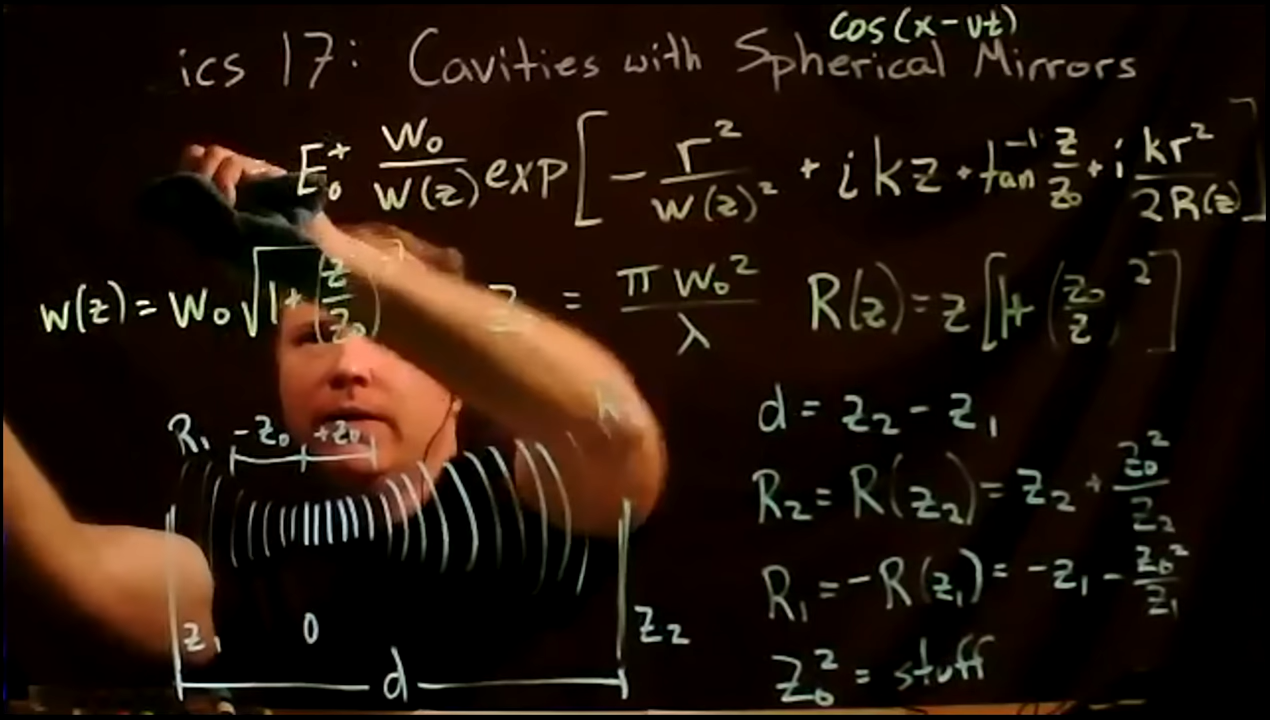 cos(x-vt)
ics 17: Cavities with Spherical Mirrors
E₀⁺ W₀/W(z) exp[-r²/W(z)² + ikz + tan⁻¹ z/z₀ + i kr²/2R(z)]
W(z) = W₀√1+(z/z₀) = πW₀²/λ R(z) = z[1+(z₀/z)²]
d = z₂ - z₁
R₁ -z₀ +z₀
R₂ = R(z₂) = z₂ + z₀²/z₂
R₁ = -R(z₁) = -z₁ - z₀²/z₁
z₁ 0 z₂
d
z₀² = stuff